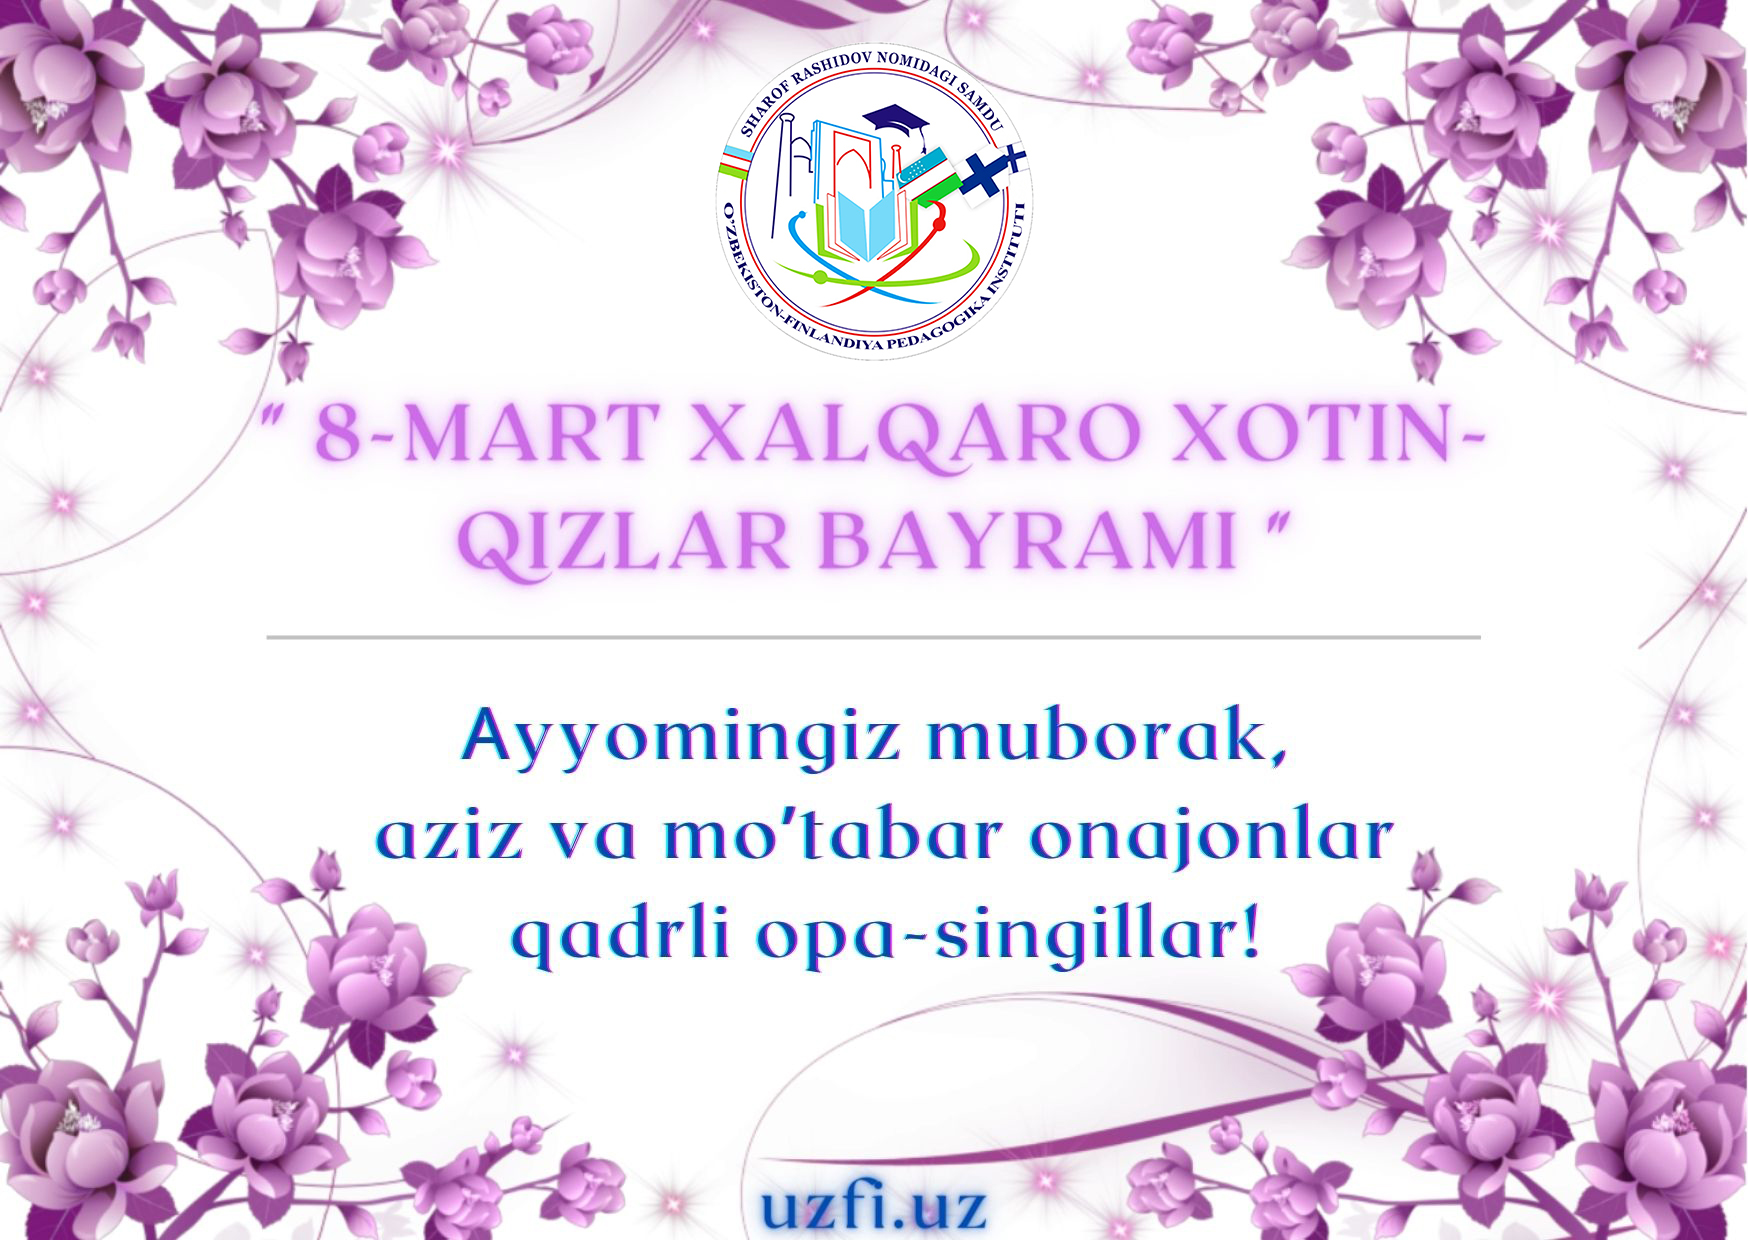 SHAROF RASHIDOV NOMIDAGI SAMDU
O'ZBEKISTON-FINLANDIYA PEDAGOGIKA INSTITUTI
" 8-MART XALQARO XOTIN-
QIZLAR BAYRAMI "
Ayyomingiz muborak,
aziz va mo'tabar onajonlar
qadrli opa-singillar!
uzfi.uz